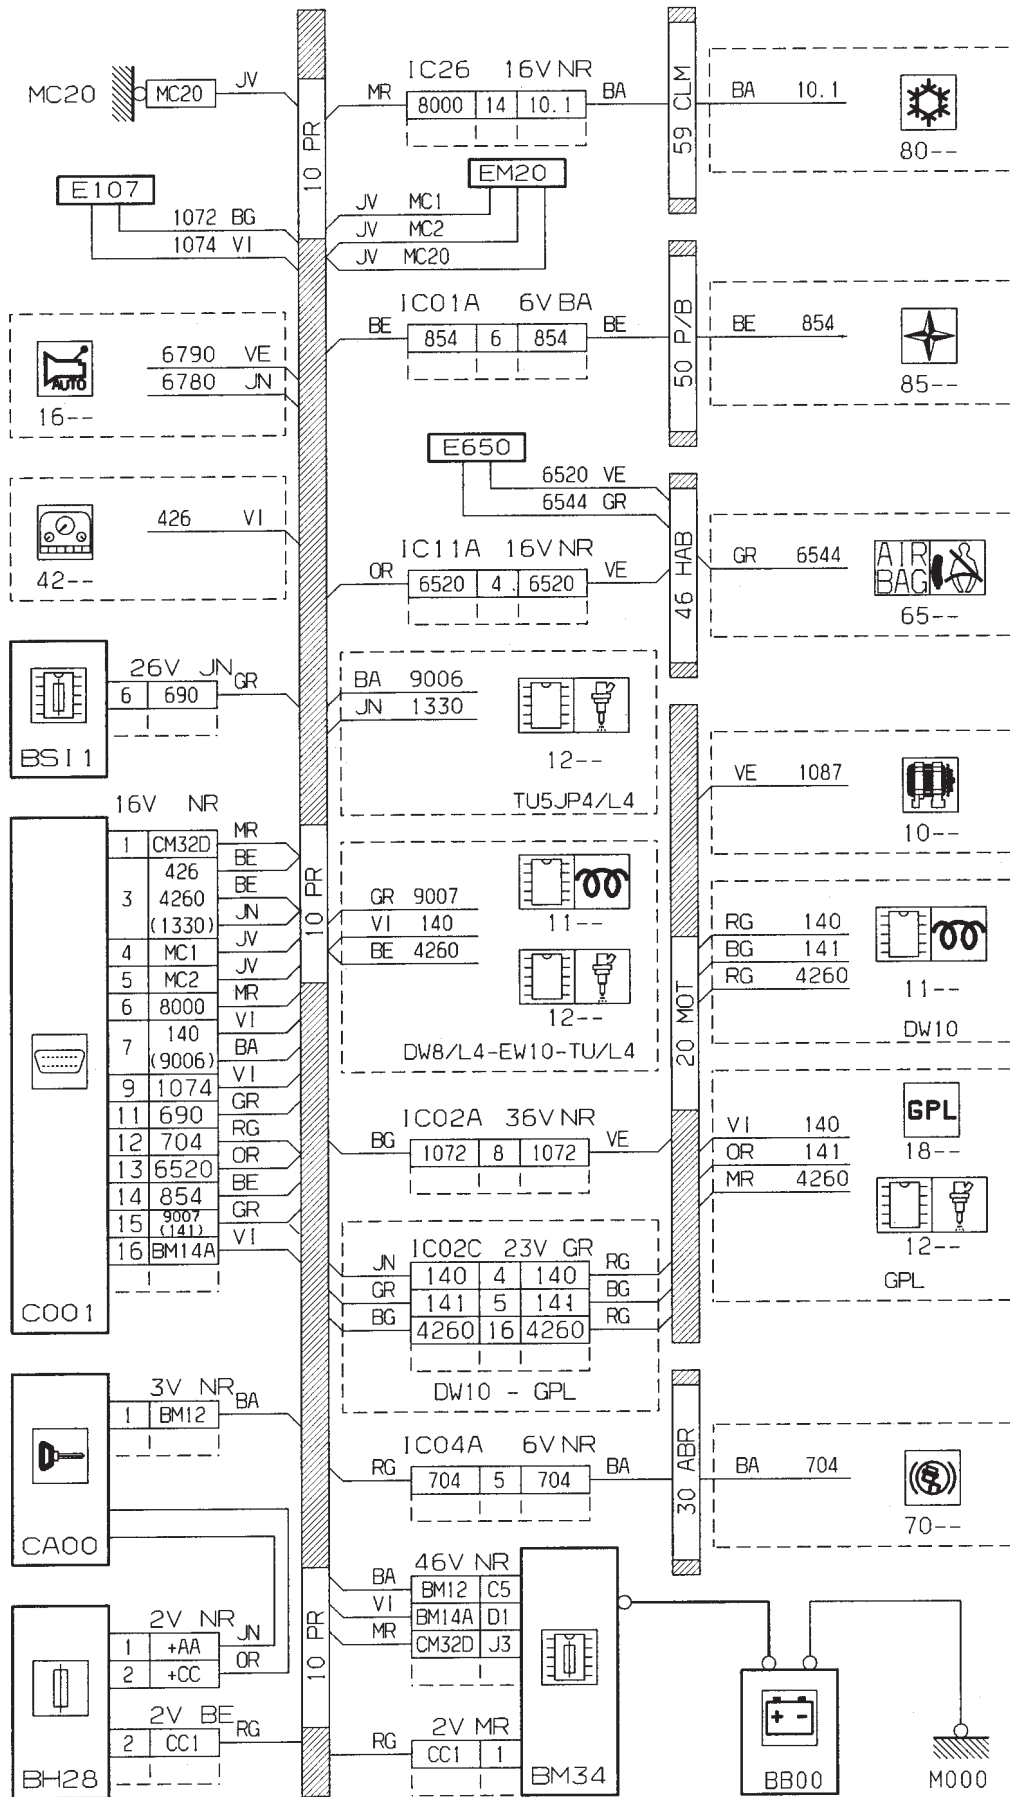 MC20
MC20
JV
E107
1072 BG
1074 VI
AUTO
16--
6790 VE
6780 JN
42--
426 VI
BSI1
26V JN
6 690
GR
16V NR
C001
1 CM32D
MR
BE
3 426
4260
(1330)
BE
JN
4 MC1
JV
5 MC2
JV
6 8000
MR
7 140
(9006)
VI
BA
9 1074
VI
11 690
GR
12 704
RG
13 6520
OR
14 854
BE
15 9007
(141)
GR
16 BM14A
VI
CA00
3V NR
1 BM12
BA
BH28
2V NR
1 +AA
JN
2 +CC
OR
2V BE
2 CC1
RG
10 PR
10 PR
10 PR
IC26 16V NR
MR
8000 14 10.1
BA
EM20
JV MC1
JV MC2
JV MC20
IC01A 6V BA
BE
854 6 854
BE
E650
6520 VE
6544 GR
IC11A 16V NR
OR
6520 4 6520
VE
BA 9006
JN 1330
12--
TU5JP4/L4
GR 9007
VI 140
BE 4260
11--
12--
DW8/L4-EW10-TU/L4
IC02A 36V NR
BG
1072 8 1072
VE
IC02C 23V GR
JN
140 4 140
RG
GR
141 5 141
BG
BG
4260 16 4260
RG
DW10 - GPL
IC04A 6V NR
RG
704 5 704
BA
46V NR
BA
BM12 C5
VI
BM14A D1
MR
CM32D J3
2V MR
RG
CC1 1
BM34
59 CLM
50 P/B
46 HAB
20 MOT
30 ABR
BA 10.1
80--
BE 854
85--
GR 6544
AIR
BAG
65--
VE 1087
10--
RG 140
BG 141
RG 4260
11--
DW10
GPL
18--
VI 140
OR 141
MR 4260
12--
GPL
BA 704
70--
+ -
BB00
M000